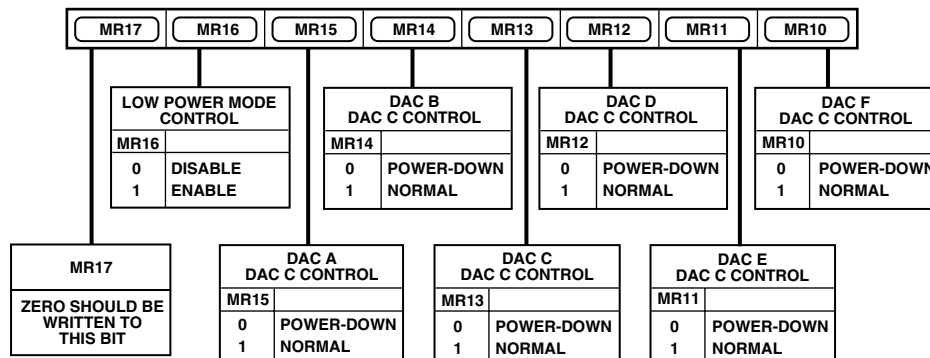 MR17 MR16 MR15 MR14 MR13 MR12 MR11 MR10
LOW POWER MODE
CONTROL
MR16
0 DISABLE
1 ENABLE
DAC B
DAC C CONTROL
MR14
0 POWER-DOWN
1 NORMAL
DAC D
DAC C CONTROL
MR12
0 POWER-DOWN
1 NORMAL
DAC F
DAC C CONTROL
MR10
0 POWER-DOWN
1 NORMAL
MR17
ZERO SHOULD BE
WRITTEN TO
THIS BIT
DAC A
DAC C CONTROL
MR15
0 POWER-DOWN
1 NORMAL
DAC C
DAC C CONTROL
MR13
0 POWER-DOWN
1 NORMAL
DAC E
DAC C CONTROL
MR11
0 POWER-DOWN
1 NORMAL